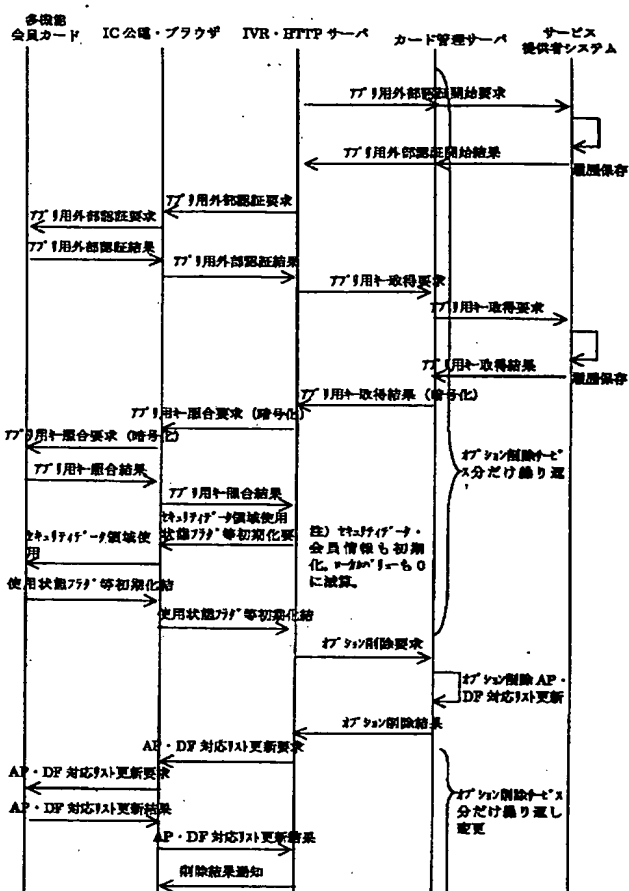 多機能
会員カード
IC 公電・ブラウザ
IVR・HTTP サーバ
カード管理サーバ
サービス
提供者システム
ｱﾌﾟﾘ用外部認証開始要求
ｱﾌﾟﾘ用外部認証開始結果
履歴保存
ｱﾌﾟﾘ用外部認証要求
ｱﾌﾟﾘ用外部認証要求
ｱﾌﾟﾘ用外部認証結果
ｱﾌﾟﾘ用外部認証結果
ｱﾌﾟﾘ用ｷｰ取得要求
ｱﾌﾟﾘ用ｷｰ取得要求
ｱﾌﾟﾘ用ｷｰ取得結果
履歴保存
ｱﾌﾟﾘ用ｷｰ取得結果 (暗号化)
ｱﾌﾟﾘ用ｷｰ照合要求 (暗号化)
ｱﾌﾟﾘ用ｷｰ照合要求 (暗号化)
ｱﾌﾟﾘ用ｷｰ照合結果
ｱﾌﾟﾘ用ｷｰ照合結果
ｵﾌﾟｼｮﾝ削除ｻｰﾋﾞ
ｽ分だけ繰り返
ｾｷｭﾘﾃｨﾃﾞｰﾀ領域使用
状態ﾌﾗｸﾞ等初期化要
ｾｷｭﾘﾃｨﾃﾞｰﾀ領域使
用
注) ｾｷｭﾘﾃｨﾃﾞｰﾀ・
会員情報も初期
化。ﾄｰﾀﾙﾊﾞﾘｭｰも 0
に減算。
使用状態ﾌﾗｸﾞ等初期化結
使用状態ﾌﾗｸﾞ等初期化結
ｵﾌﾟｼｮﾝ削除要求
ｵﾌﾟｼｮﾝ削除 AP・
DF 対応ﾘｽﾄ更新
ｵﾌﾟｼｮﾝ削除結果
AP・DF 対応ﾘｽﾄ更新要求
AP・DF 対応ﾘｽﾄ更新要求
AP・DF 対応ﾘｽﾄ更新結果
AP・DF 対応ﾘｽﾄ更新結果
ｵﾌﾟｼｮﾝ削除ｻｰﾋﾞｽ
分だけ繰り返し
変更
削除結果通知